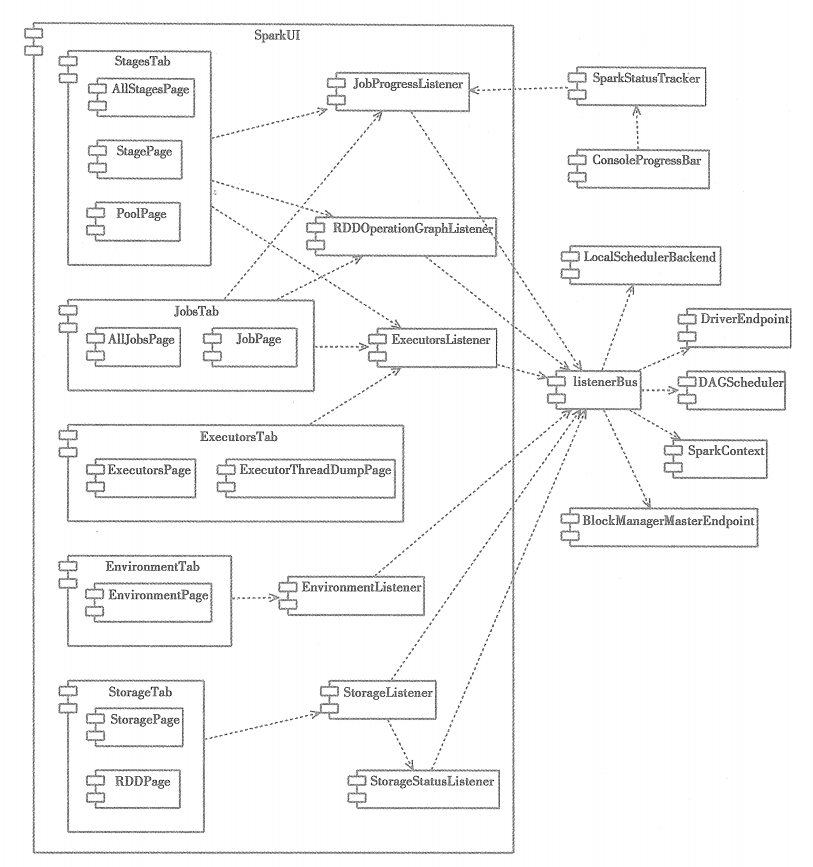 SparkUI
StagesTab
AllStagesPage
StagePage
PoolPage
JobProgressListener
SparkStatusTracker
ConsoleProgressBar
RDDOperationGraphListener
LocalSchedulerBackend
JobsTab
AllJobsPage
JobPage
ExecutorsListener
DriverEndpoint
listenerBus
DAGScheduler
SparkContext
ExecutorsTab
ExecutorsPage
ExecutorThreadDumpPage
BlockManagerMasterEndpoint
EnvironmentTab
EnvironmentPage
EnvironmentListener
StorageTab
StoragePage
RDDPage
StorageListener
StorageStatusListener